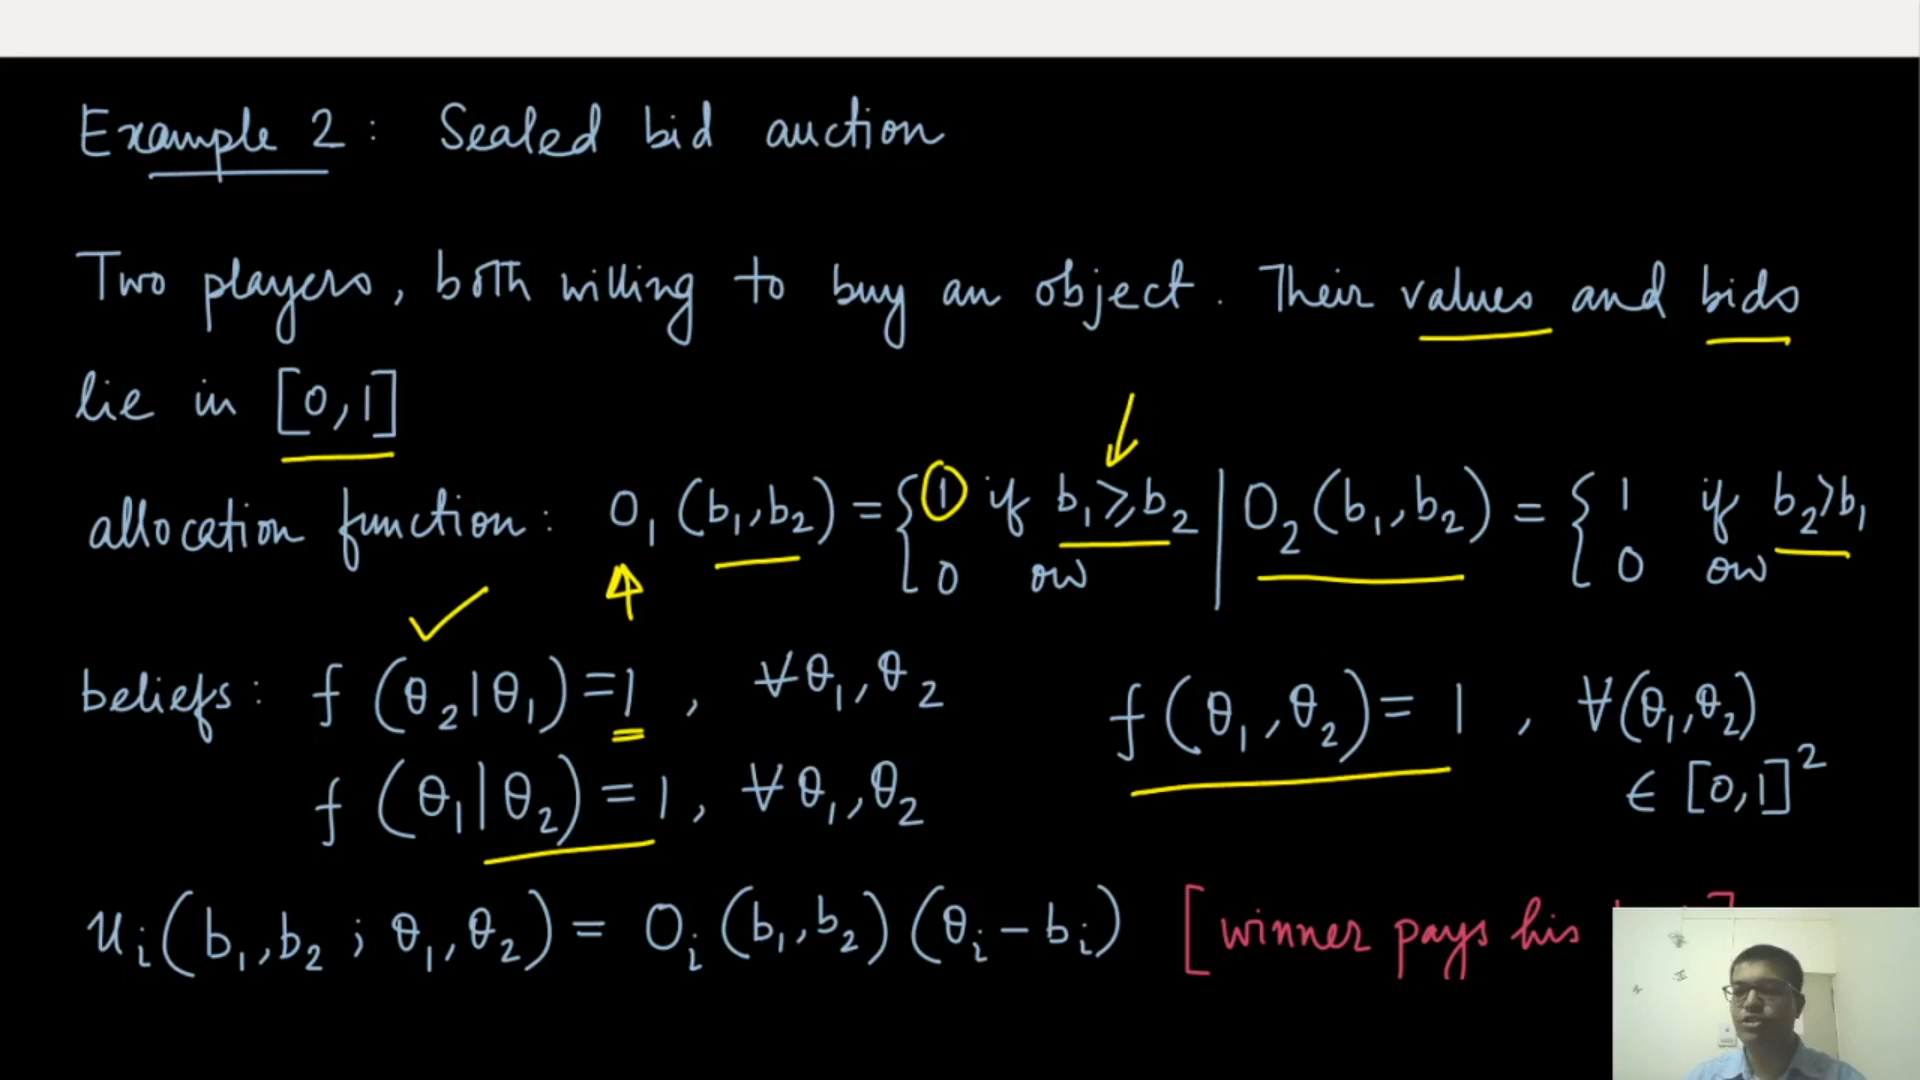 Example 2 : Sealed bid auction
Two players, both willing to buy an object. Their values and bids
lie in [0,1]
allocation function : O₁ (b₁,b₂) = { 1 if b₁ ⩾ b₂ | O₂ (b₁,b₂) = { 1 if b₂>b₁
0 ow 0 ow
beliefs : f (θ₂|θ₁) = 1 , ∀ θ₁,θ₂ f(θ₁,θ₂) = 1 , ∀(θ₁,θ₂)
f (θ₁|θ₂) = 1, ∀ θ₁,θ₂ ∈ [0,1]²
uᵢ(b₁,b₂ ; θ₁,θ₂) = Oᵢ (b₁,b₂) (θᵢ - bᵢ) [winner pays his